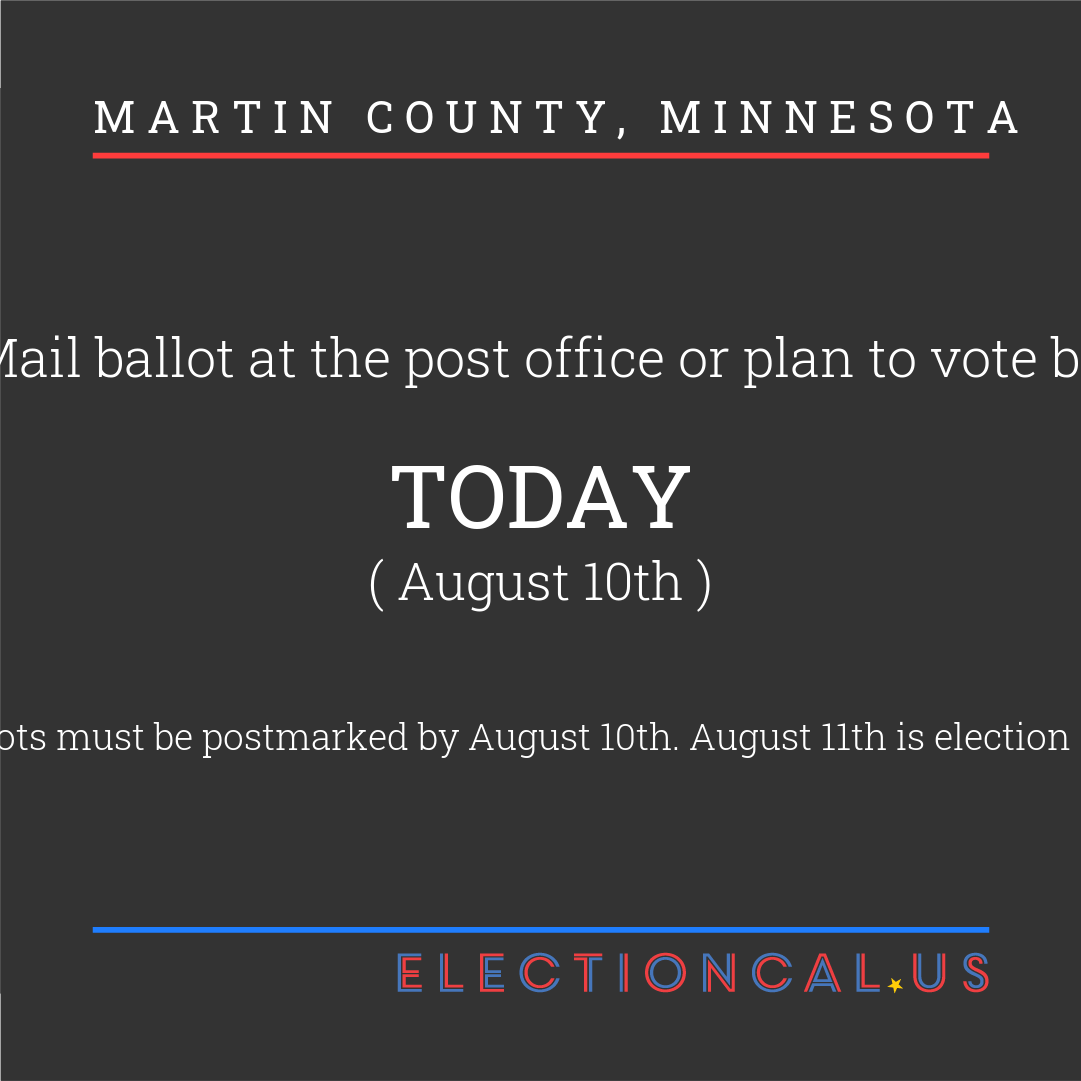 MARTIN COUNTY, MINNESOTA
Mail ballot at the post office or plan to vote b
TODAY
( August 10th )
ots must be postmarked by August 10th. August 11th is election
ELECTIONCAL.US